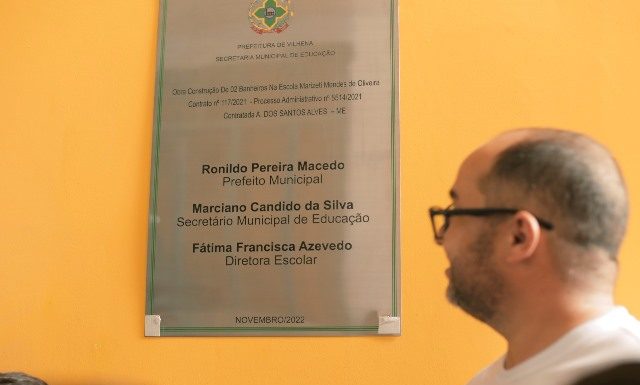 PREFEITURA DE VILHENA
SECRETARIA MUNICIPAL DE EDUCAÇÃO
Obra Construção De 02 Banheiros Na Escola Marizeti Mendes de Oliveira
Contrato nº 117/2021 - Processo Administrativo nº 5514/2021
Contratada A. DOS SANTOS ALVES – ME
Ronildo Pereira Macedo
Prefeito Municipal
Marciano Candido da Silva
Secretário Municipal de Educação
Fátima Francisca Azevedo
Diretora Escolar
NOVEMBRO/2022